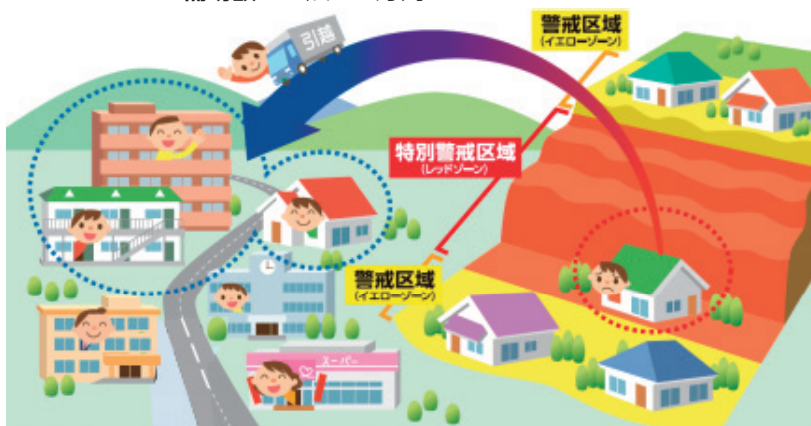 引越
警戒区域
(イエローゾーン)
特別警戒区域
(レッドゾーン)
警戒区域
(イエローゾーン)
スーパー